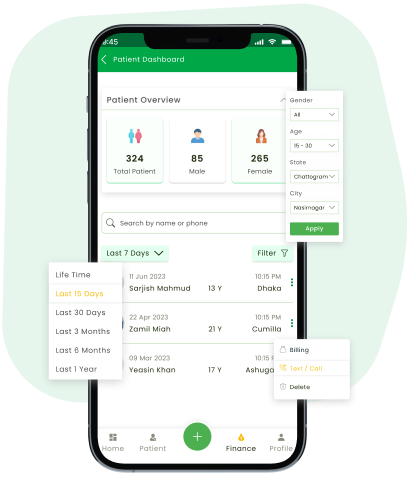 9:45
Patient Dashboard
Patient Overview
324
Total Patient
85
Male
265
Female
Gender
All
Age
15 - 30
State
Chattogram
City
Nasirnagar
Apply
Search by name or phone
Last 7 Days
Filter
Life Time
Last 15 Days
Last 30 Days
Last 3 Months
Last 6 Months
Last 1 Year
11 Jun 2023
10:15 PM
Sarjish Mahmud
13 Y
Dhaka
22 Apr 2023
10:15 PM
Zamil Miah
21 Y
Cumilla
09 Mar 2023
10:15
Yeasin Khan
17 Y
Ashuga
Billing
Text / Call
Delete
Home
Patient
Finance
Profile